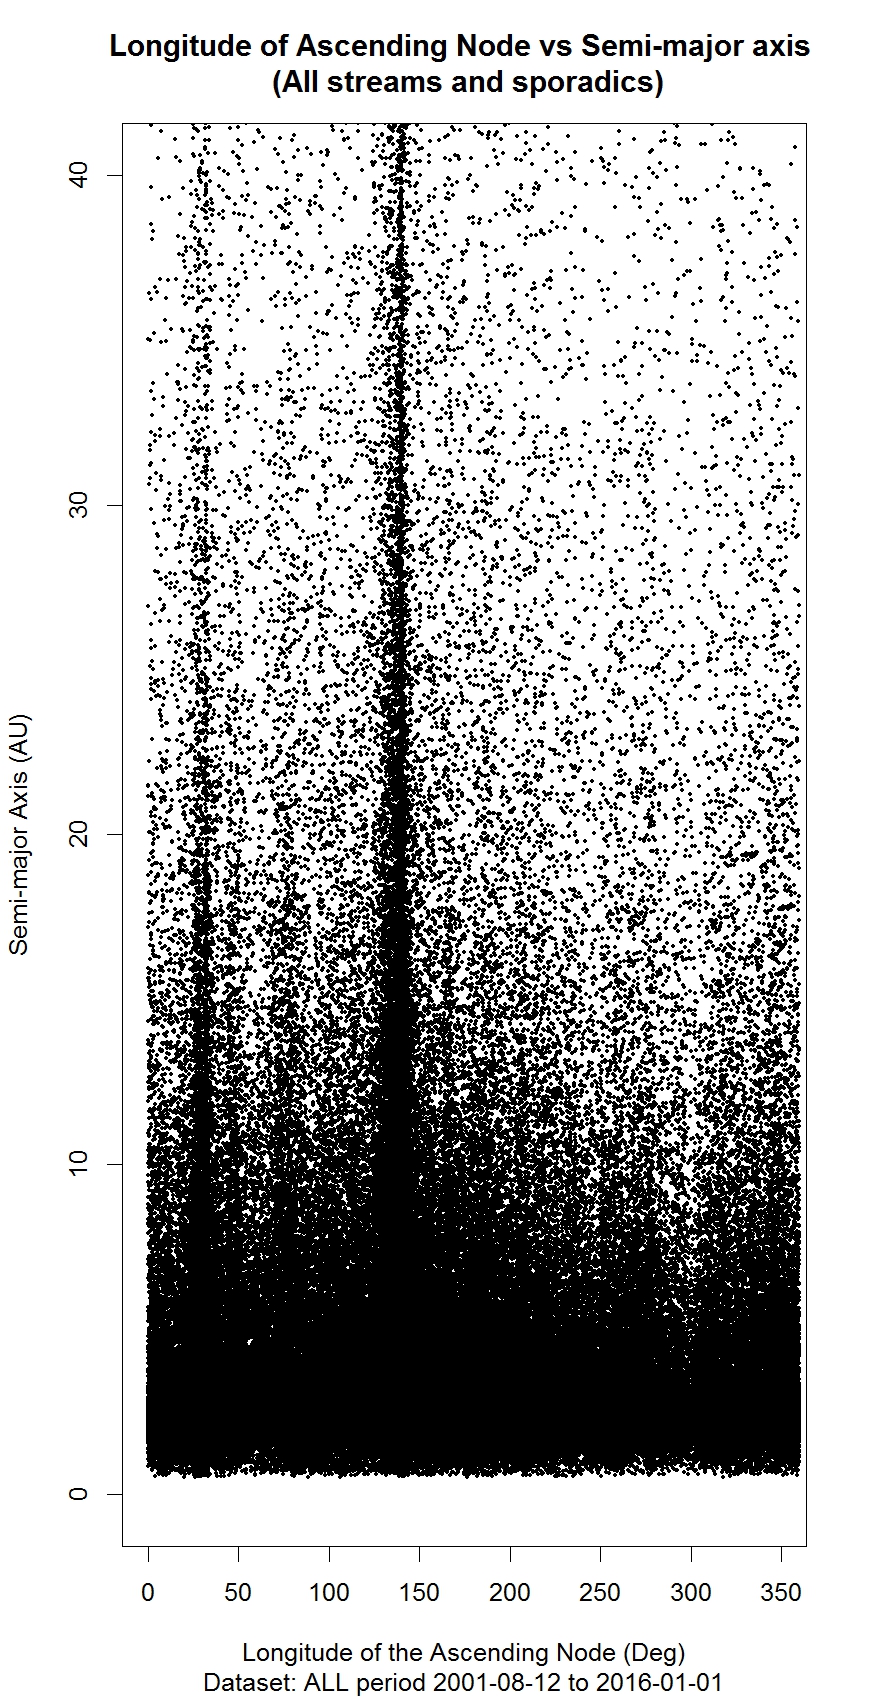 Longitude of Ascending Node vs Semi-major axis
(All streams and sporadics)
Semi-major Axis (AU)
40
30
20
10
0
0 50 100 150 200 250 300 350
Longitude of the Ascending Node (Deg)
Dataset: ALL period 2001-08-12 to 2016-01-01